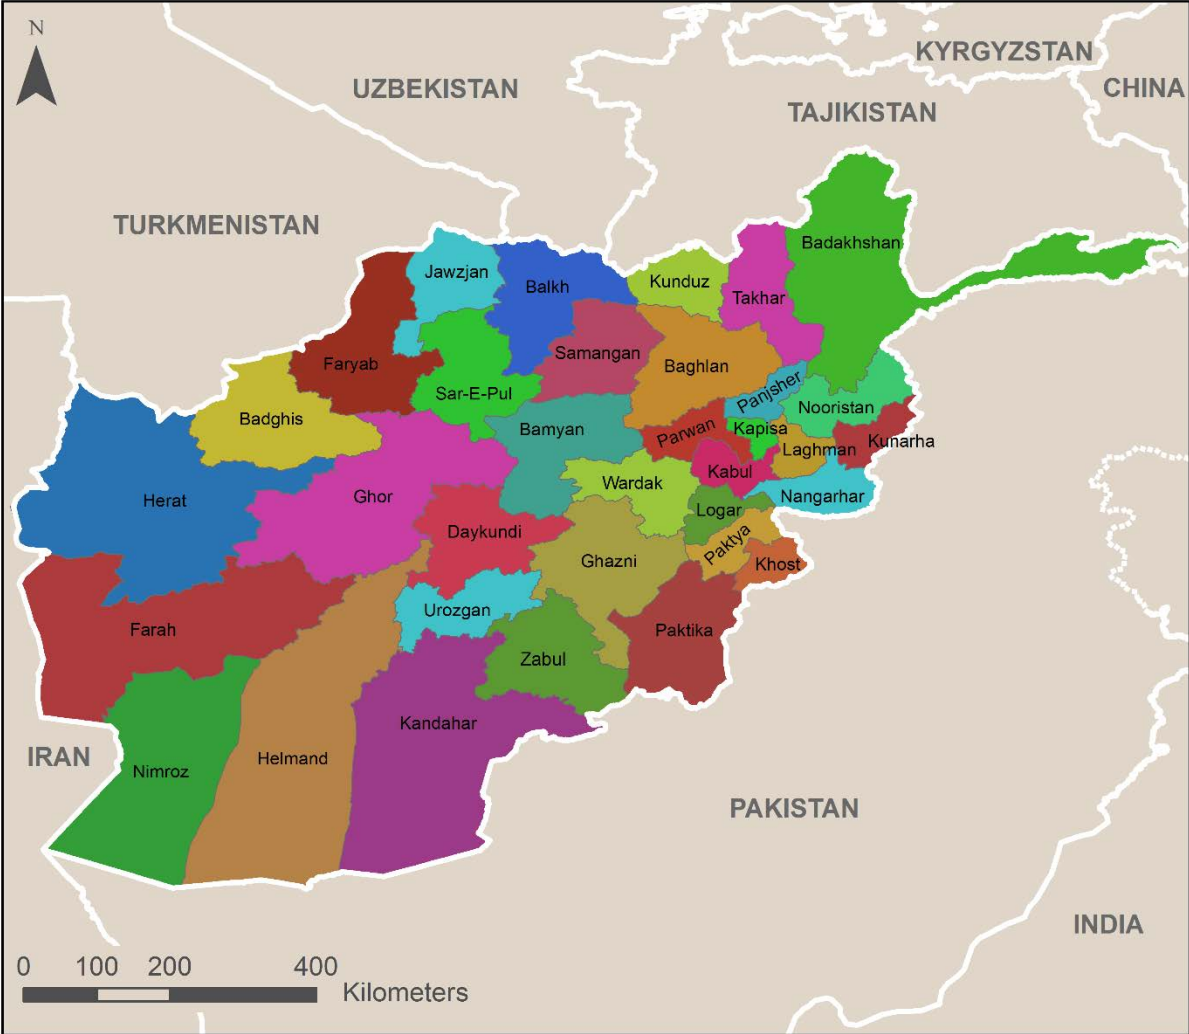 N
KYRGYZSTAN
UZBEKISTAN
CHINA
TAJIKISTAN
TURKMENISTAN
Badakhshan
Jawzjan
Balkh
Kunduz
Takhar
Faryab
Samangan
Baghlan
Panjsher
Sar-E-Pul
Nooristan
Badghis
Bamyan
Parwan
Kapisa
Kunarha
Laghman
Kabul
Wardak
Herat
Ghor
Nangarhar
Logar
Daykundi
Paktya
Ghazni
Khost
Urozgan
Farah
Paktika
Zabul
Kandahar
IRAN
Nimroz
Helmand
PAKISTAN
INDIA
0 100 200 400
Kilometers